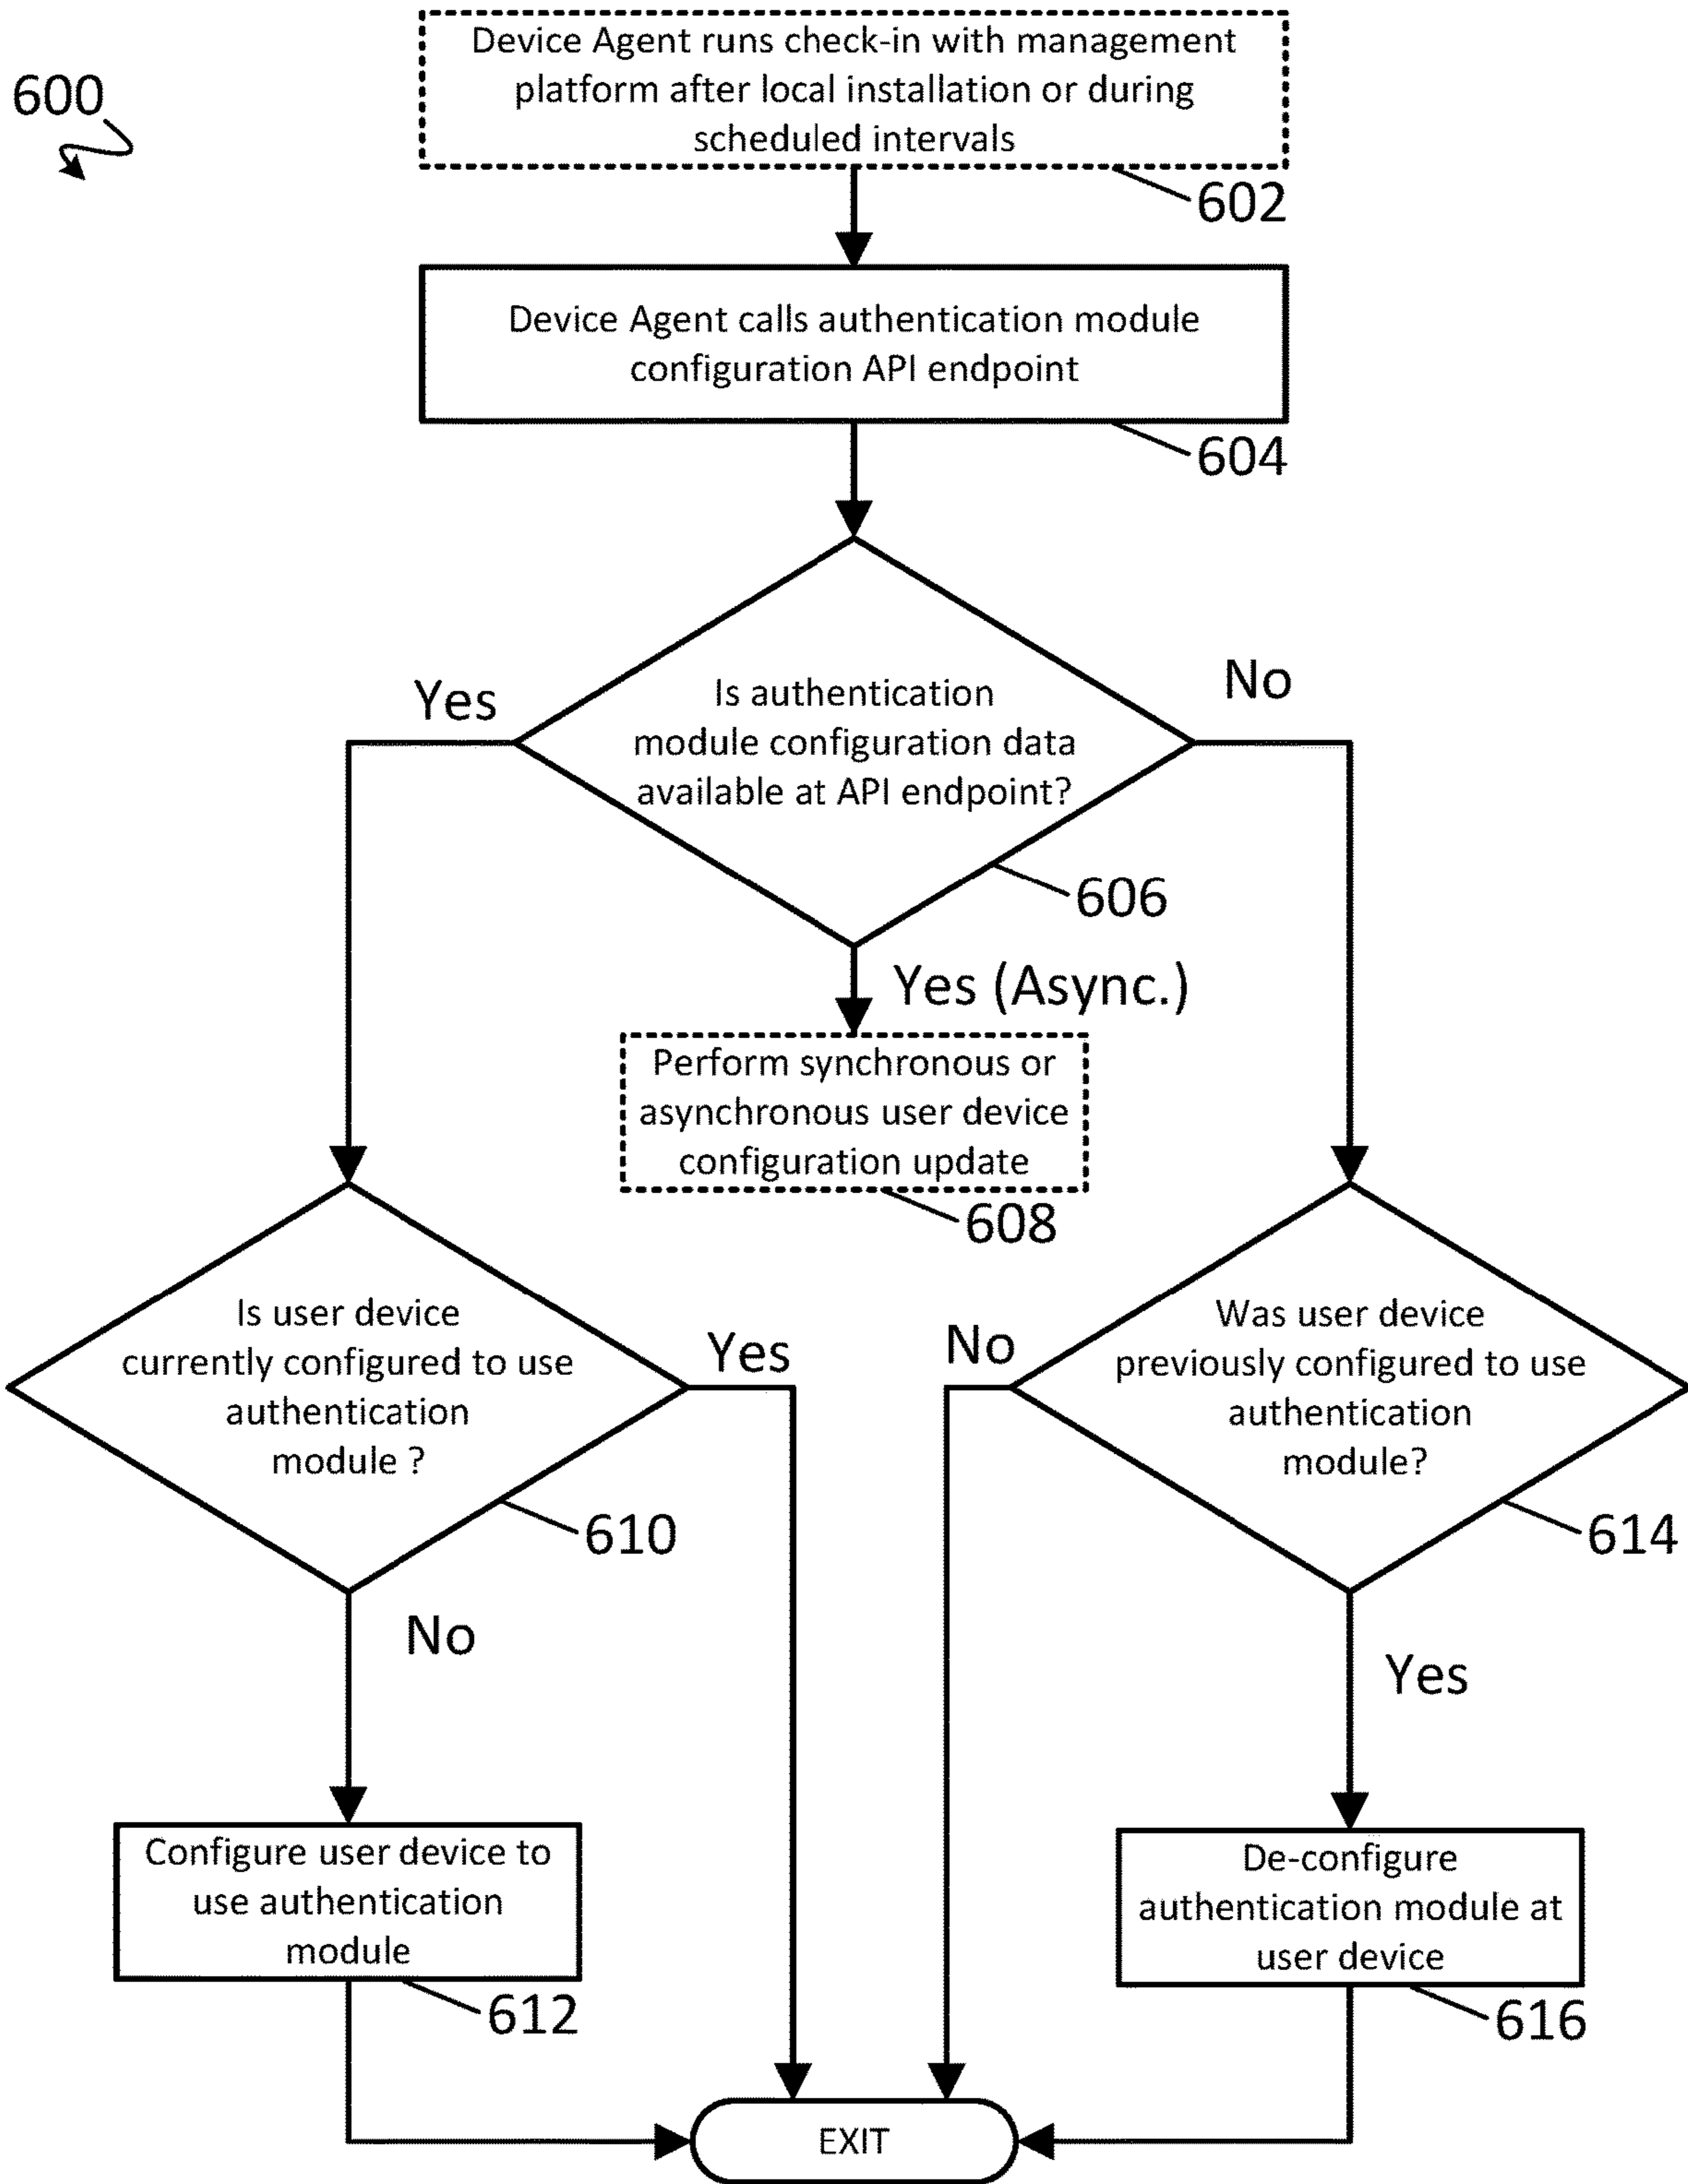 600
Device Agent runs check-in with management
platform after local installation or during
scheduled intervals
602
Device Agent calls authentication module
configuration API endpoint
604
Yes
No
Is authentication
module configuration data
available at API endpoint?
606
Yes (Async.)
Perform synchronous or
asynchronous user device
configuration update
608
Is user device
currently configured to use
authentication
module ?
Yes
610
No
Was user device
previously configured to use
authentication
module?
614
No
Yes
Configure user device to
use authentication
module
612
De-configure
authentication module at
user device
616
EXIT